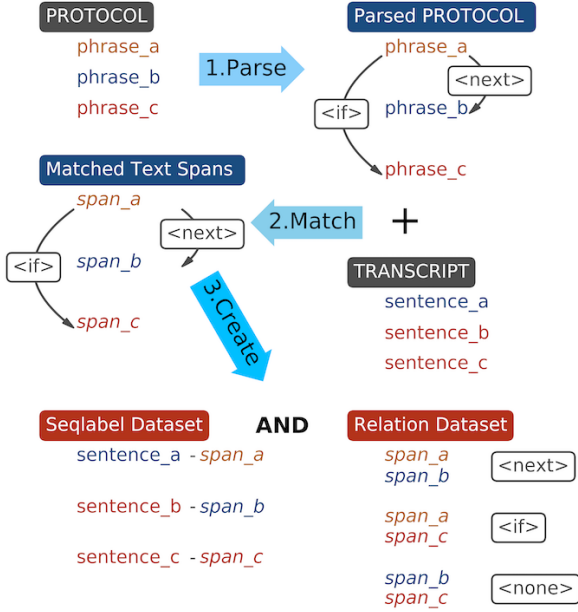 PROTOCOL
phrase_a
phrase_b
phrase_c
1.Parse
Parsed PROTOCOL
phrase_a
<next>
<if>
phrase_b
phrase_c
Matched Text Spans
span_a
<next>
<if>
span_b
span_c
2.Match
+
TRANSCRIPT
sentence_a
sentence_b
sentence_c
3.Create
Seqlabel Dataset
sentence_a - span_a
sentence_b - span_b
sentence_c - span_c
AND
Relation Dataset
span_a
span_b
<next>
span_a
span_c
<if>
span_b
span_c
<none>